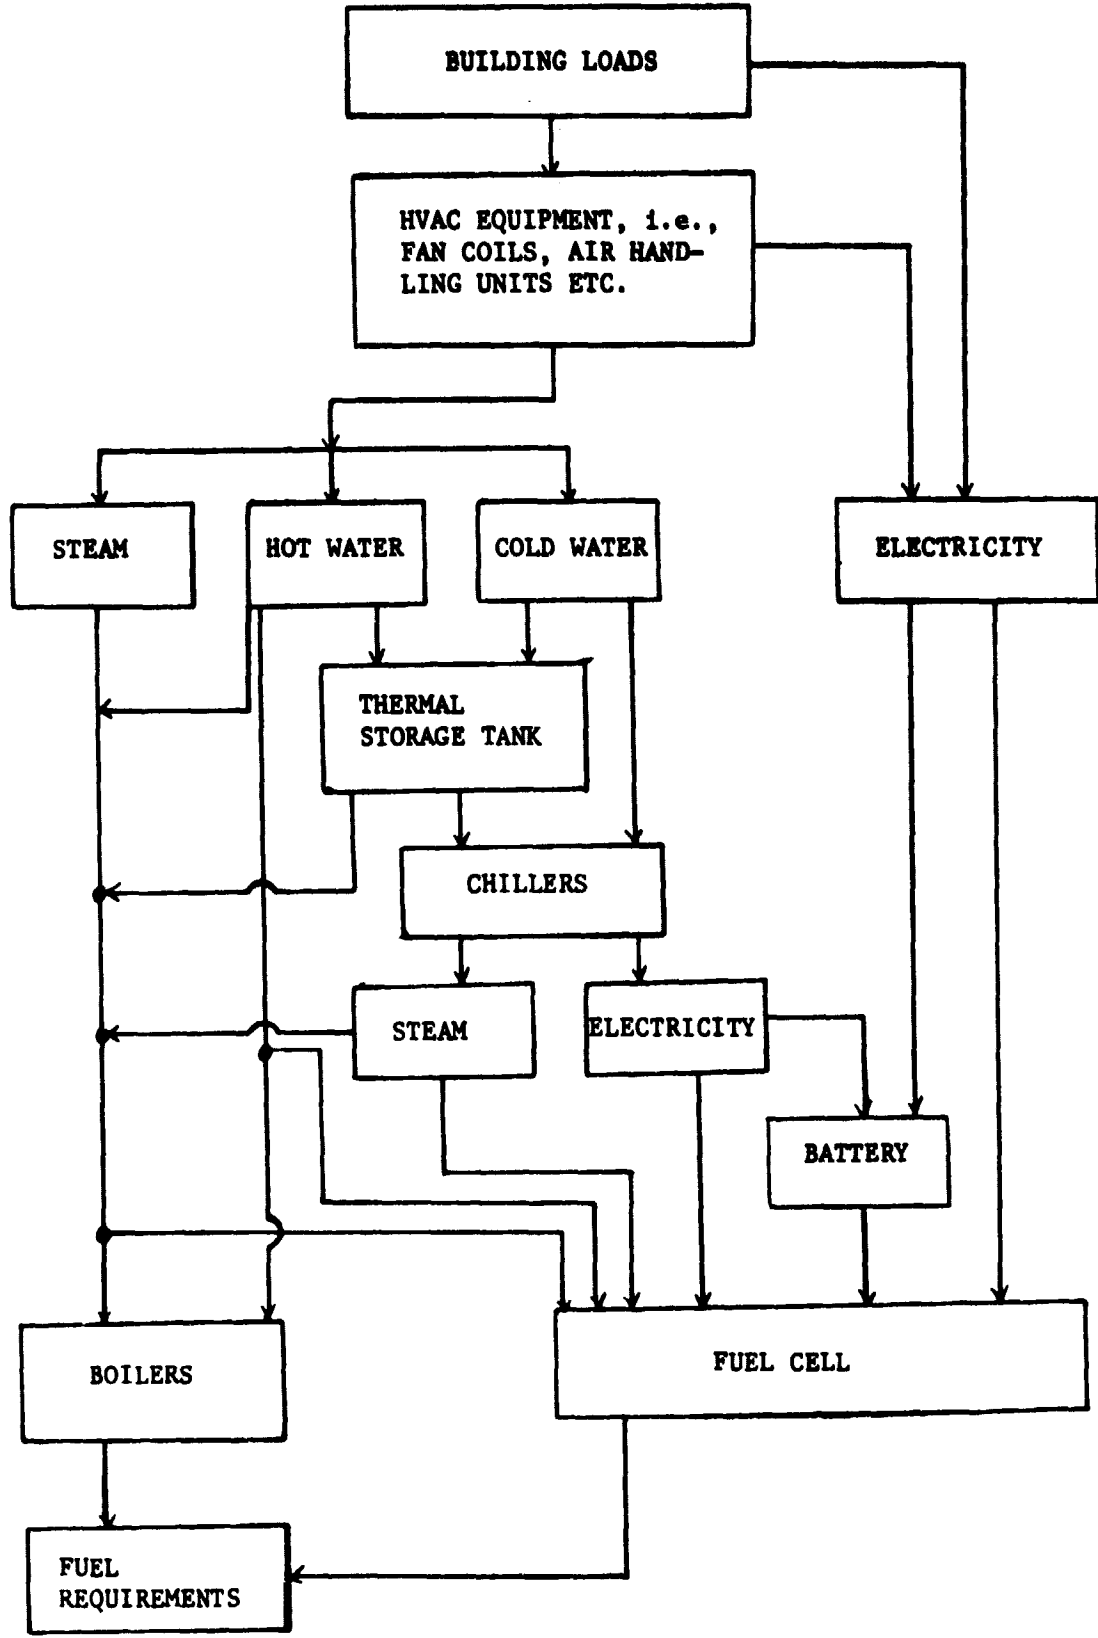 BUILDING LOADS
HVAC EQUIPMENT, i.e.,
FAN COILS, AIR HAND-
LING UNITS ETC.
STEAM
HOT WATER
COLD WATER
ELECTRICITY
THERMAL
STORAGE TANK
CHILLERS
STEAM
ELECTRICITY
BATTERY
FUEL CELL
BOILERS
FUEL
REQUIREMENTS